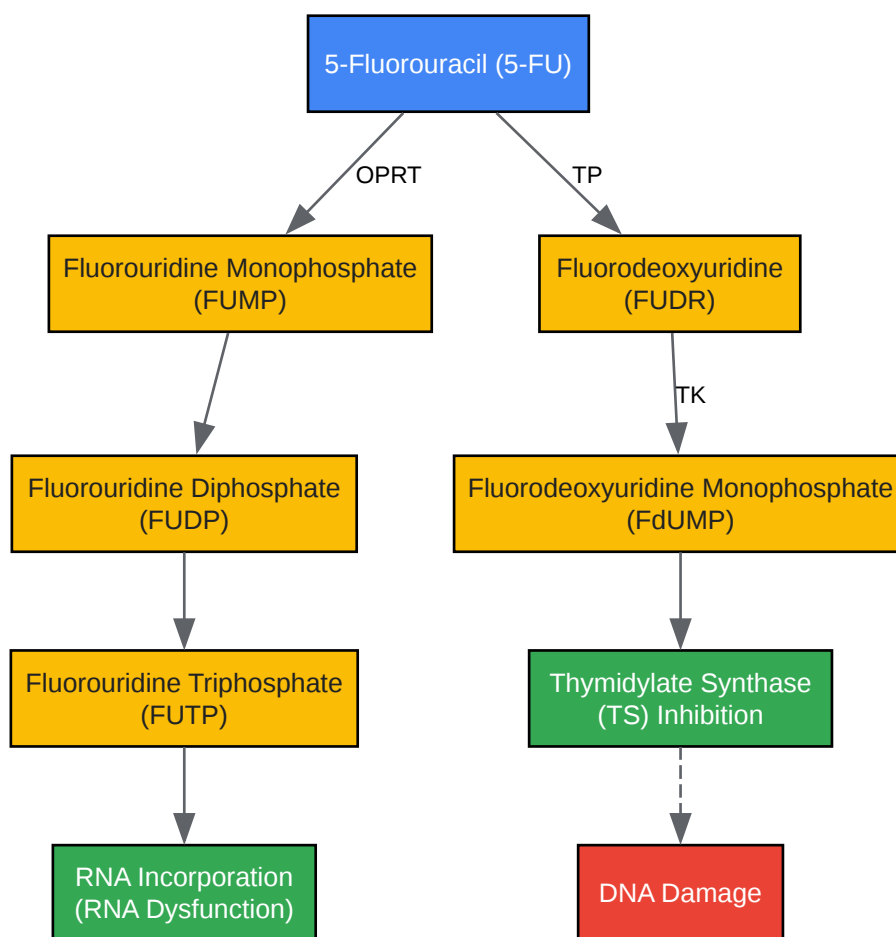 5-Fluorouracil (5-FU)
OPRT
TP
Fluorouridine Monophosphate
(FUMP)
Fluorodeoxyuridine
(FUDR)
TK
Fluorouridine Diphosphate
(FUDP)
Fluorodeoxyuridine Monophosphate
(FdUMP)
Fluorouridine Triphosphate
(FUTP)
Thymidylate Synthase
(TS) Inhibition
RNA Incorporation
(RNA Dysfunction)
DNA Damage